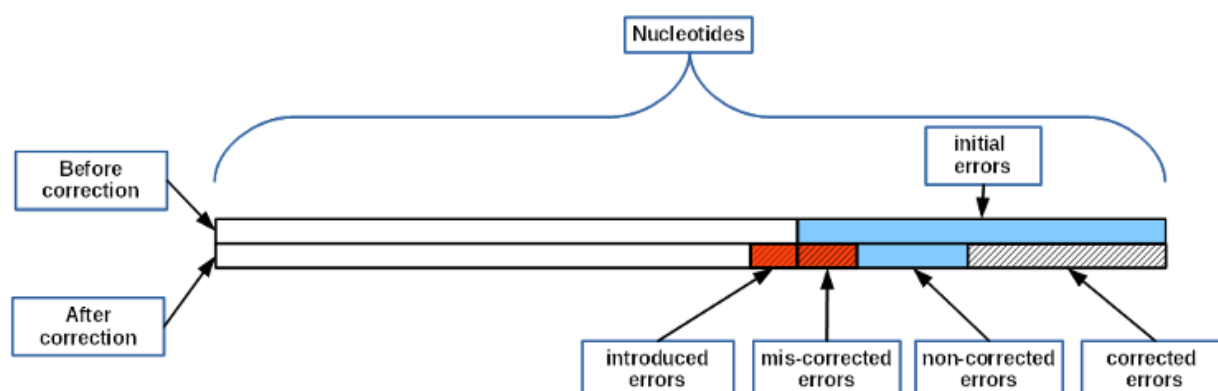 Nucleotides
initial
errors
Before
correction
After
correction
introduced
errors
mis-corrected
errors
non-corrected
errors
corrected
errors